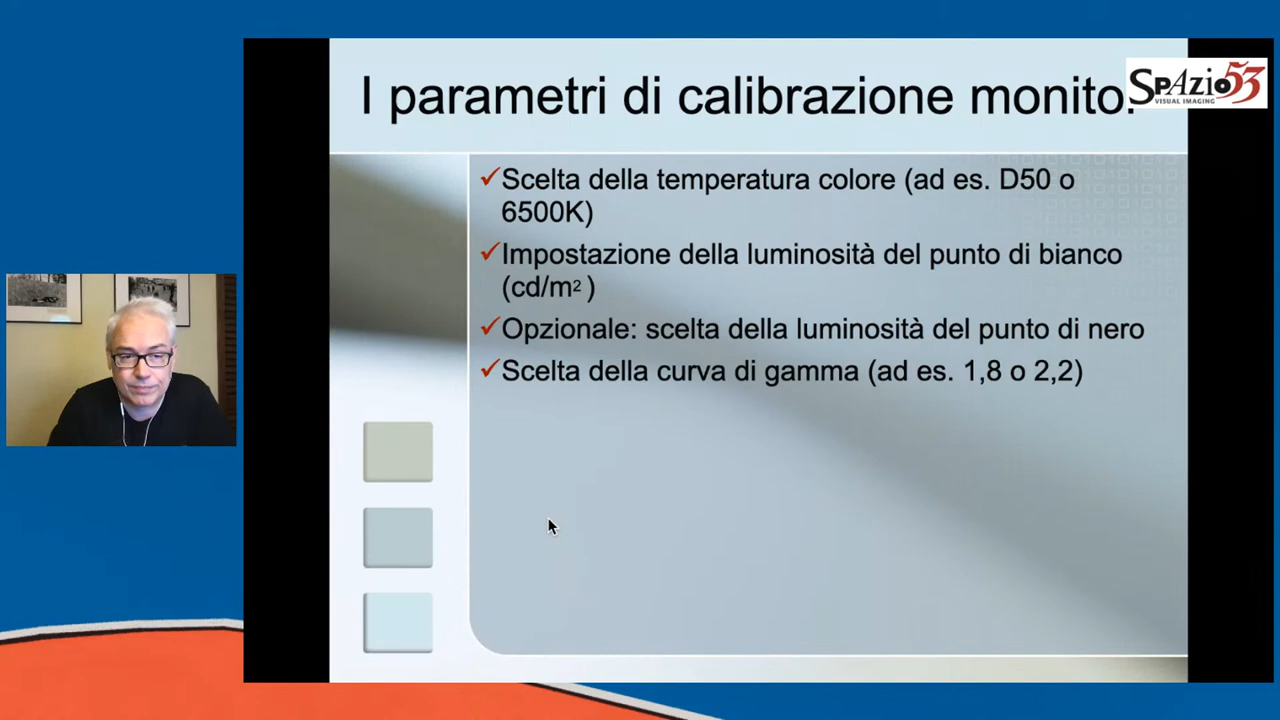 I parametri di calibrazione monito
SPAZIO53
VISUAL IMAGING
Scelta della temperatura colore (ad es. D50 o
6500K)
Impostazione della luminosità del punto di bianco
(cd/m2 )
Opzionale: scelta della luminosità del punto di nero
Scelta della curva di gamma (ad es. 1,8 o 2,2)